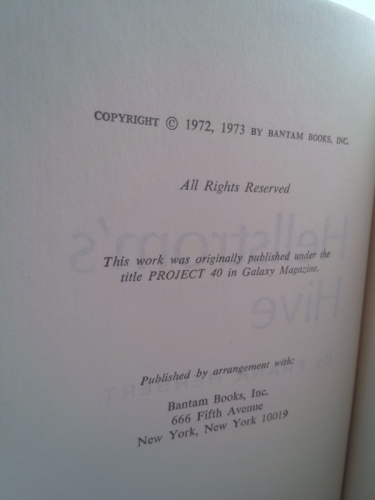 COPYRIGHT © 1972, 1973 BY BANTAM BOOKS, INC.
All Rights Reserved
This work was originally published under the
title PROJECT 40 in Galaxy Magazine.
Hellstrom's
Hive
Published by arrangement with:
Bantam Books, Inc.
666 Fifth Avenue
New York, New York 10019